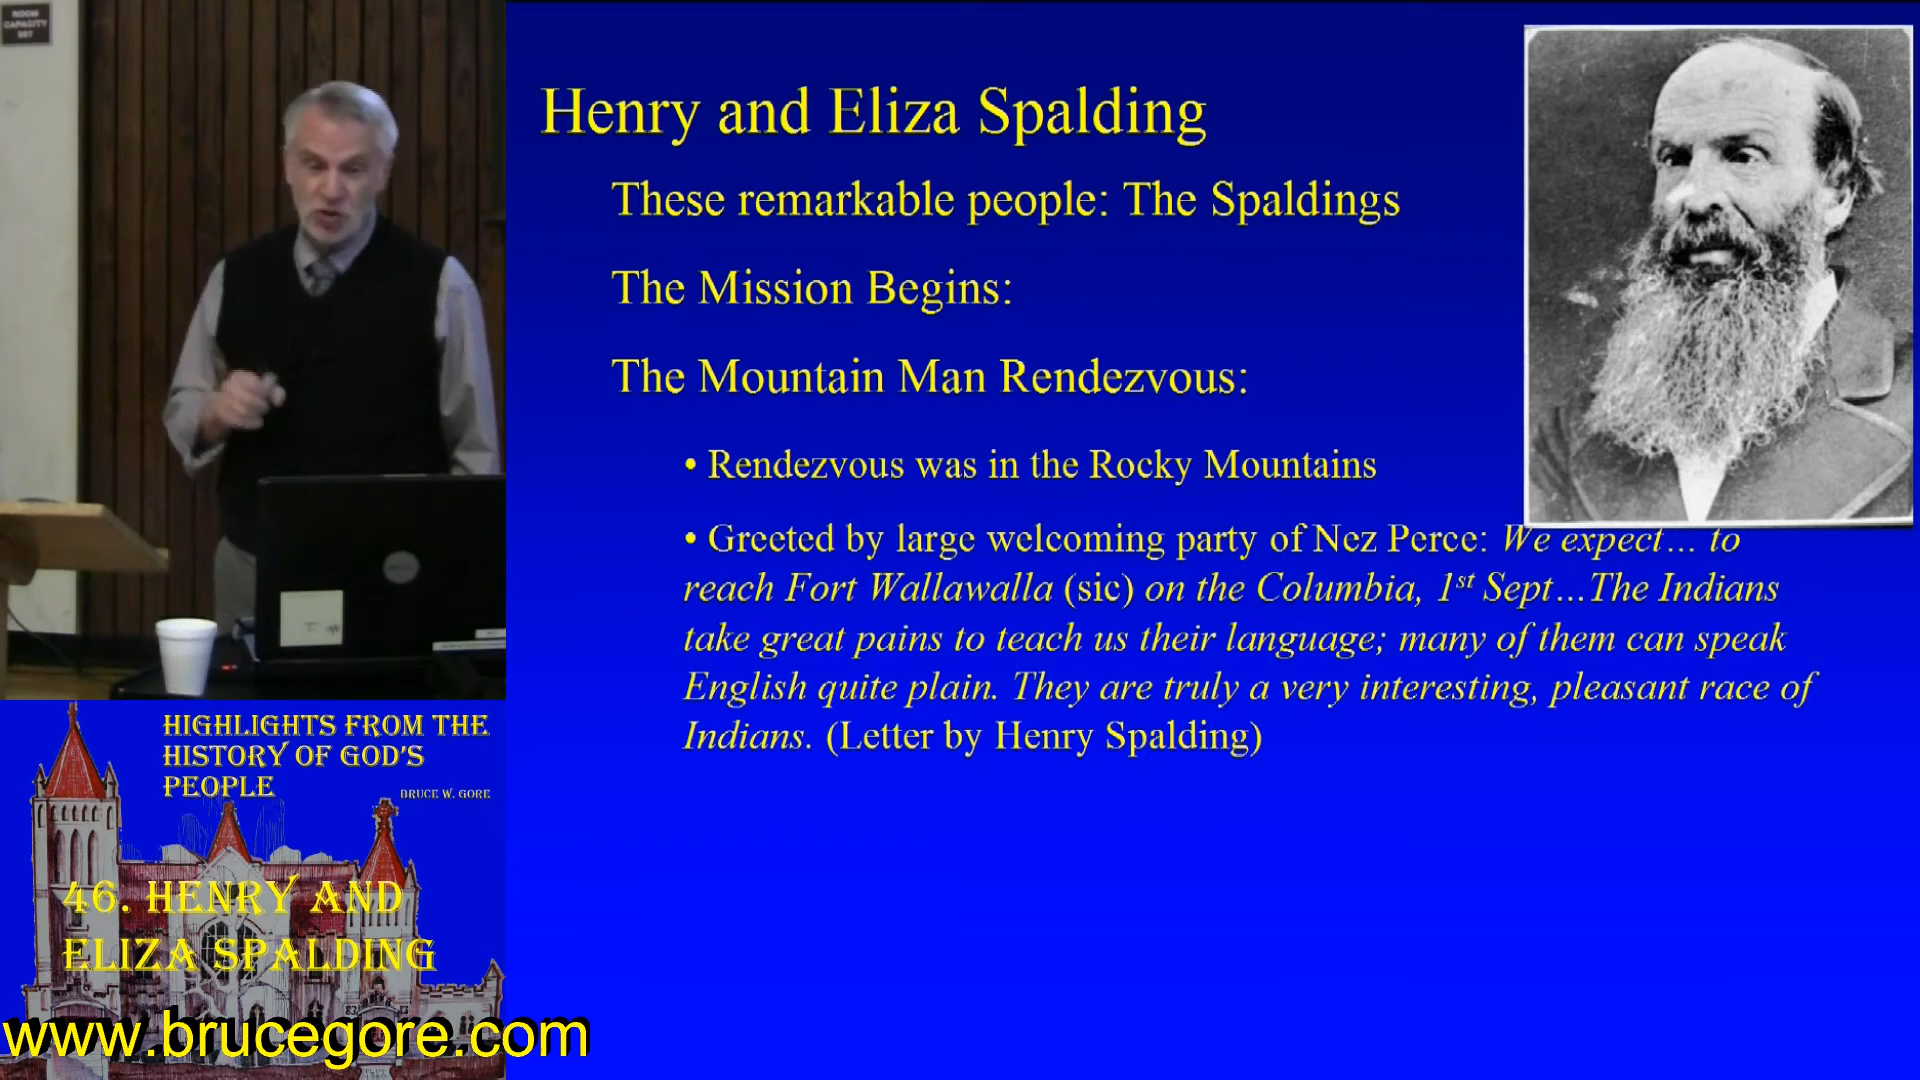 ROOM
CAPACITY
Henry and Eliza Spalding
These remarkable people: The Spaldings
The Mission Begins:
The Mountain Man Rendezvous:
• Rendezvous was in the Rocky Mountains
• Greeted by large welcoming party of Nez Perce: We expect… to
reach Fort Wallawalla (sic) on the Columbia, 1st Sept…The Indians
take great pains to teach us their language; many of them can speak
English quite plain. They are truly a very interesting, pleasant race of
Indians. (Letter by Henry Spalding)
HIGHLIGHTS FROM THE
HISTORY OF GOD'S
PEOPLE
BRUCE W. GORE
46. HENRY AND
ELIZA SPALDING
www.brucegore.com